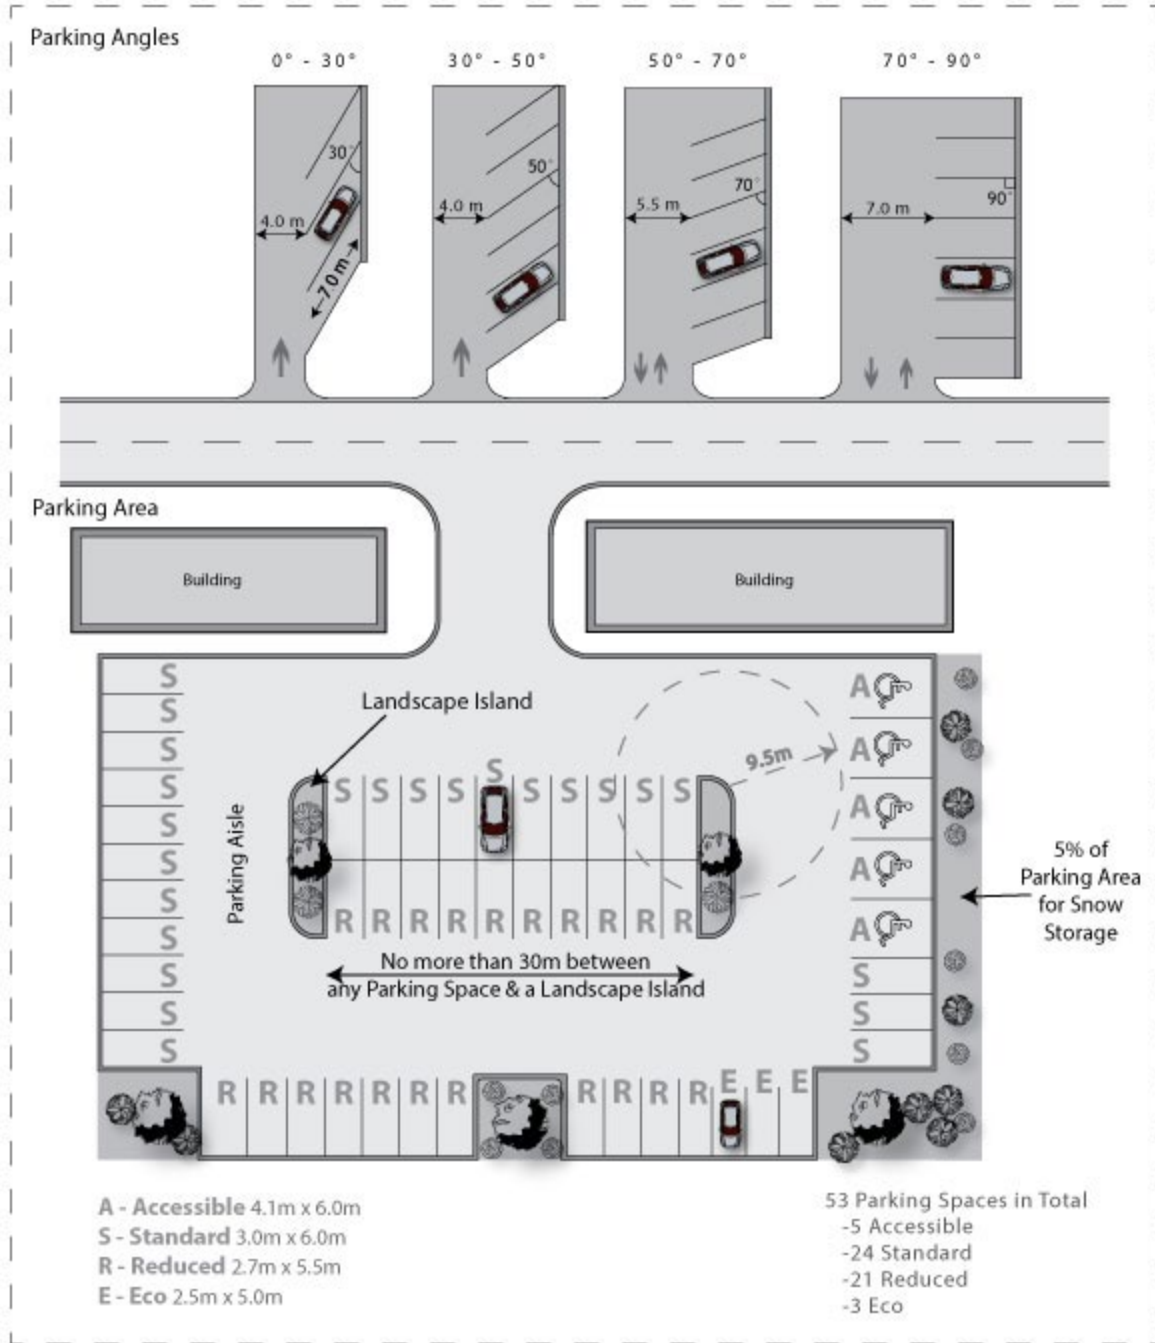 Parking Angles
0° - 30°
30° - 50°
50° - 70°
70° - 90°
30°
50°
70°
90°
4.0 m
4.0 m
5.5 m
7.0 m
7.0 m
Parking Area
Building
Building
S
S
S
S
S
S
S
S
S
S
S
Landscape Island
Parking Aisle
S S S S S S S S S S
R R R R R R R R R R
9.5m
No more than 30m between
any Parking Space & a Landscape Island
A
A
A
A
A
S
S
S
5% of
Parking Area
for Snow
Storage
R R R R R R R
R R R R E E E
A - Accessible 4.1m x 6.0m
S - Standard 3.0m x 6.0m
R - Reduced 2.7m x 5.5m
E - Eco 2.5m x 5.0m
53 Parking Spaces in Total
-5 Accessible
-24 Standard
-21 Reduced
-3 Eco